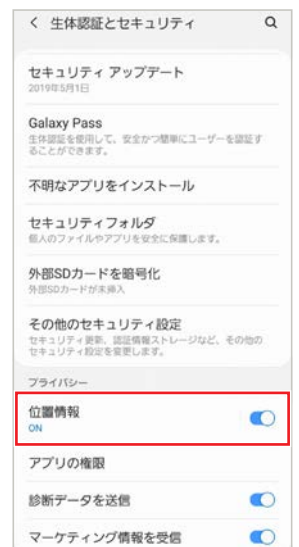 生体認証とセキュリティ
セキュリティ アップデート
2019年5月1日
Galaxy Pass
生体認証を使用して、安全かつ簡単にユーザーを認証す
ることができます。
不明なアプリをインストール
セキュリティフォルダ
個人のファイルやアプリを安全に保護します。
外部SDカードを暗号化
外部SDカードが未挿入
その他のセキュリティ設定
セキュリティ更新、認証情報ストレージなど、その他の
セキュリティ設定を変更します。
プライバシー
位置情報
ON
アプリの権限
診断データを送信
マーケティング情報を受信